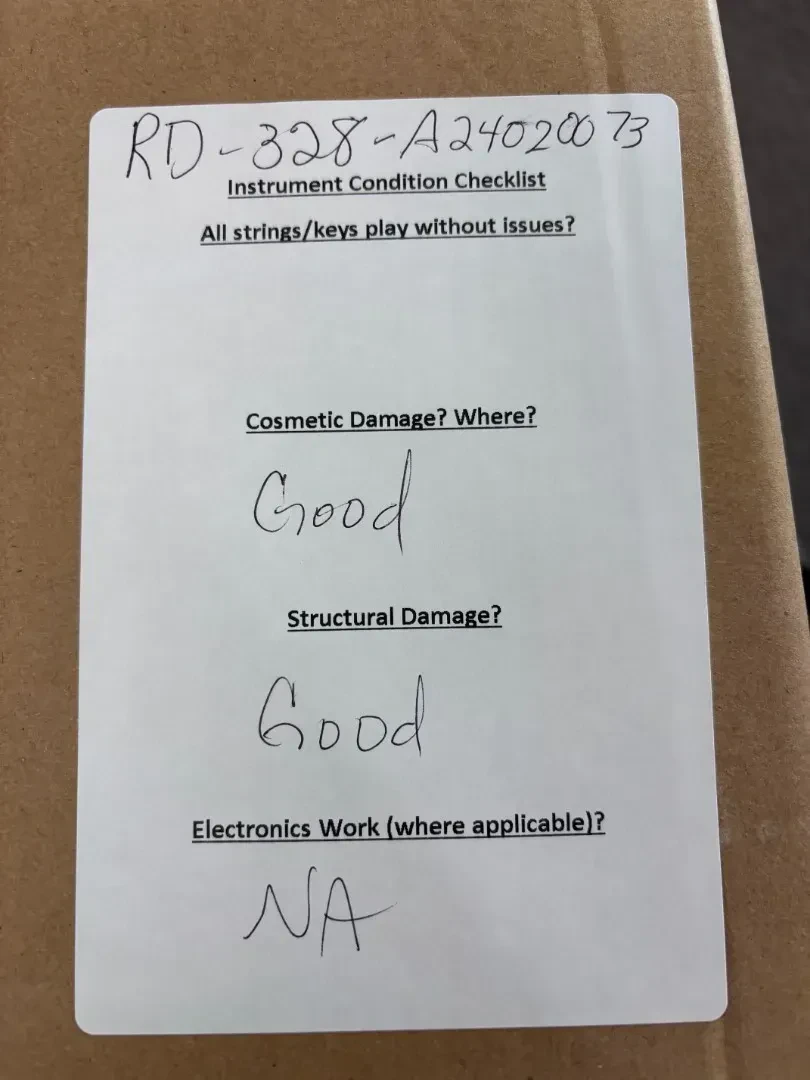 RD-328-A24020073
Instrument Condition Checklist
All strings/keys play without issues?
Cosmetic Damage? Where?
Good
Structural Damage?
Good
Electronics Work (where applicable)?
NA